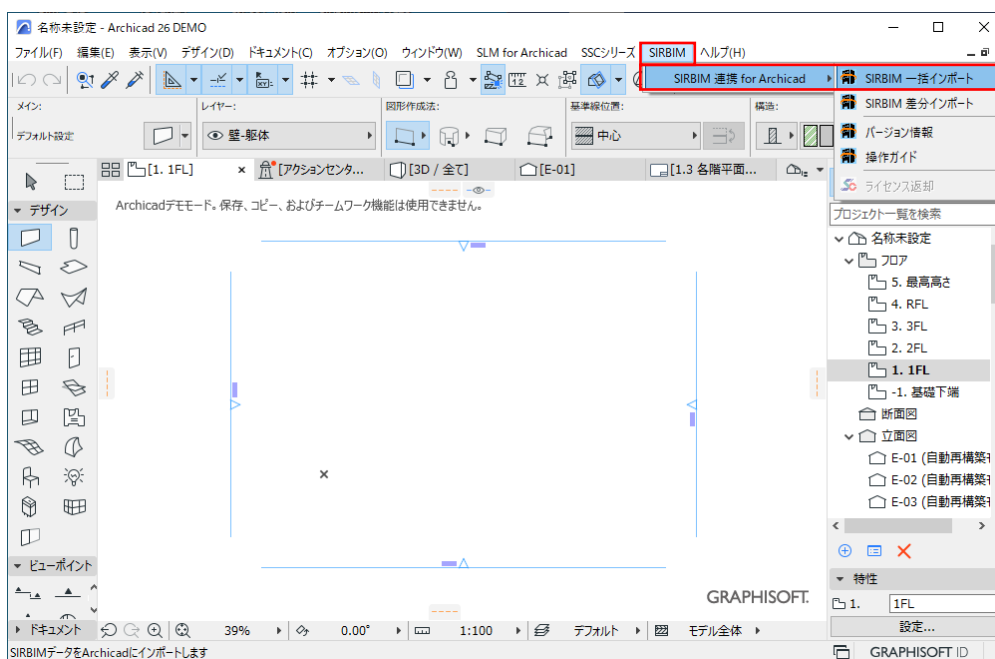 名称未設定 - Archicad 26 DEMO
ファイル(F) 編集(E) 表示(V) デザイン(D) ドキュメント(C) オプション(O) ウィンドウ(W) SLM for Archicad SSCシリーズ SIRBIM ヘルプ(H)
SIRBIM 連携 for Archicad
SIRBIM 一括インポート
SIRBIM 差分インポート
バージョン情報
操作ガイド
ライセンス返却
メイン: レイヤー: 図形作成法: 基準線位置: 構造:
デフォルト設定 壁-躯体 中心
[1. 1FL] [アクションセンタ... [3D / 全て] [E-01] [1.3 各階平面...
Archicadデモモード。保存、コピー、およびチームワーク機能は使用できません。
デザイン
ビューポイント
ドキュメント
プロジェクト一覧を検索
名称未設定
フロア
5. 最高高さ
4. RFL
3. 3FL
2. 2FL
1. 1FL
-1. 基礎下端
断面図
立面図
E-01 (自動再構築
E-02 (自動再構築
E-03 (自動再構築
特性
1. 1FL
設定...
GRAPHISOFT.
39% 0.00° 1:100 デフォルト モデル全体
SIRBIMデータをArchicadにインポートします
GRAPHISOFT ID